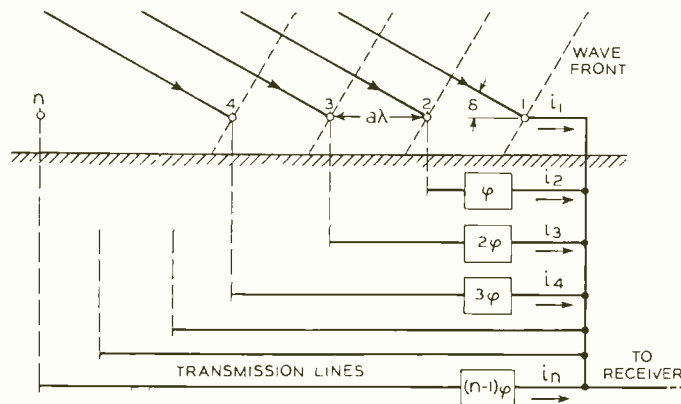 WAVE
FRONT
n
4
3
2
1
aλ
δ
i1
φ
i2
2φ
i3
3φ
i4
TRANSMISSION LINES
(n-1)φ
in
TO
RECEIVER